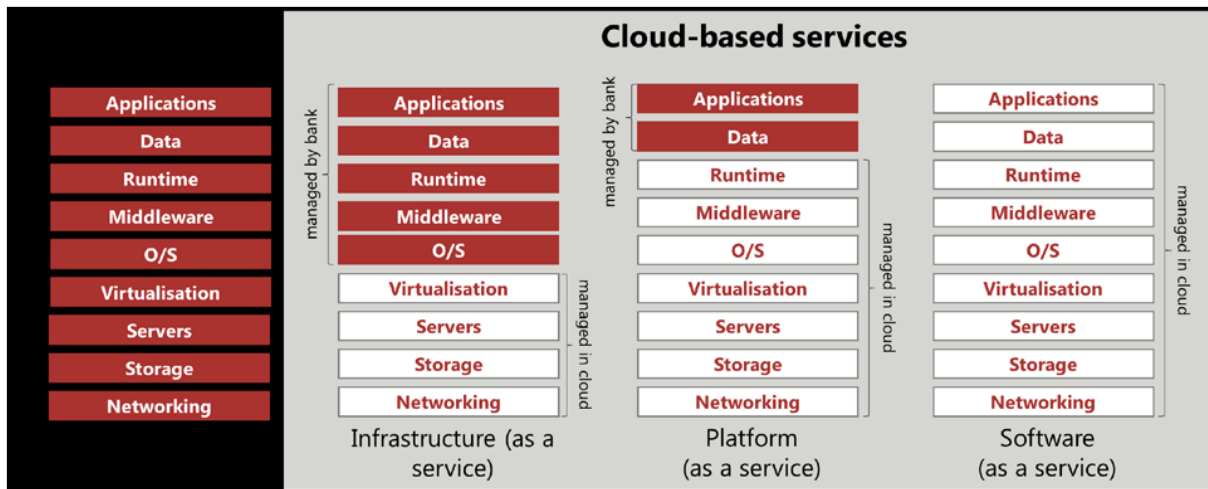 Cloud-based services
Applications
Data
Runtime
Middleware
O/S
Virtualisation
Servers
Storage
Networking
managed by bank
Applications
Data
Runtime
Middleware
O/S
Virtualisation
Servers
Storage
Networking
managed in cloud
Infrastructure (as a
service)
managed by bank
Applications
Data
Runtime
Middleware
O/S
Virtualisation
Servers
Storage
Networking
managed in cloud
Platform
(as a service)
Applications
Data
Runtime
Middleware
O/S
Virtualisation
Servers
Storage
Networking
managed in cloud
Software
(as a service)